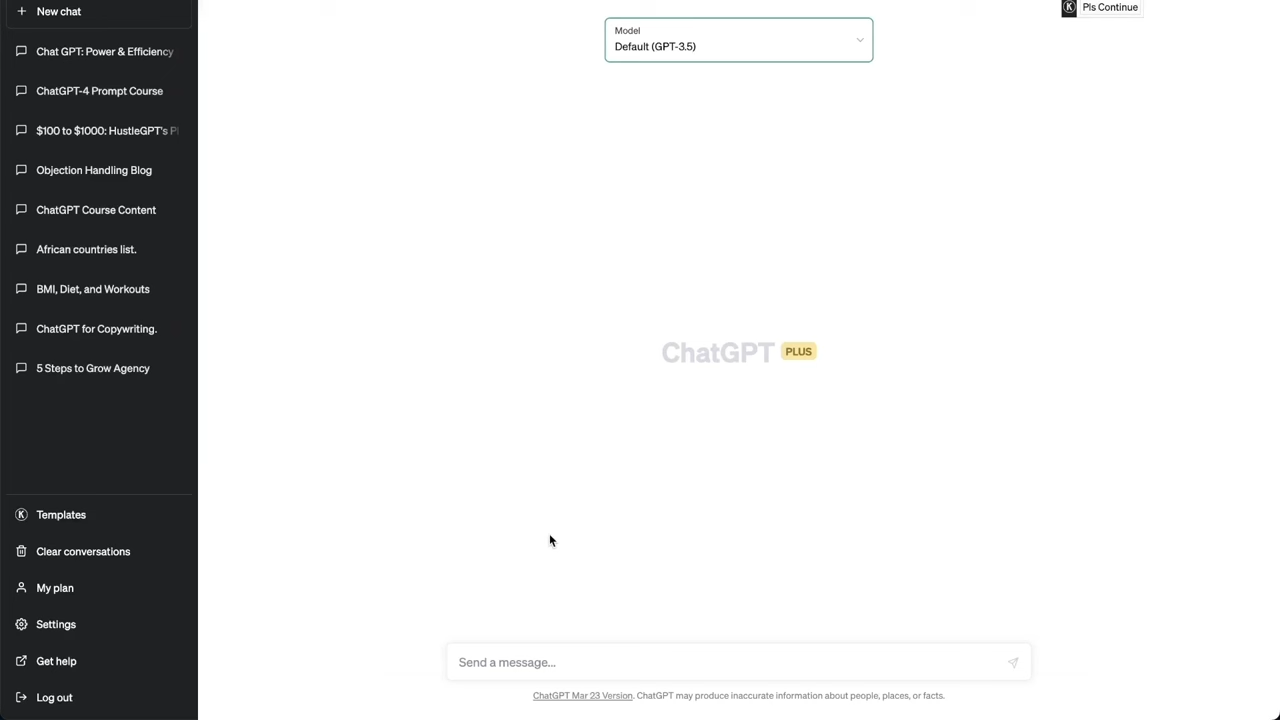 New chat
Chat GPT: Power & Efficiency
ChatGPT-4 Prompt Course
$100 to $1000: HustleGPT's Pl
Objection Handling Blog
ChatGPT Course Content
African countries list.
BMI, Diet, and Workouts
ChatGPT for Copywriting.
5 Steps to Grow Agency
Templates
Clear conversations
My plan
Settings
Get help
Log out
Pls Continue
Model
Default (GPT-3.5)
ChatGPT PLUS
Send a message...
ChatGPT Mar 23 Version. ChatGPT may produce inaccurate information about people, places, or facts.